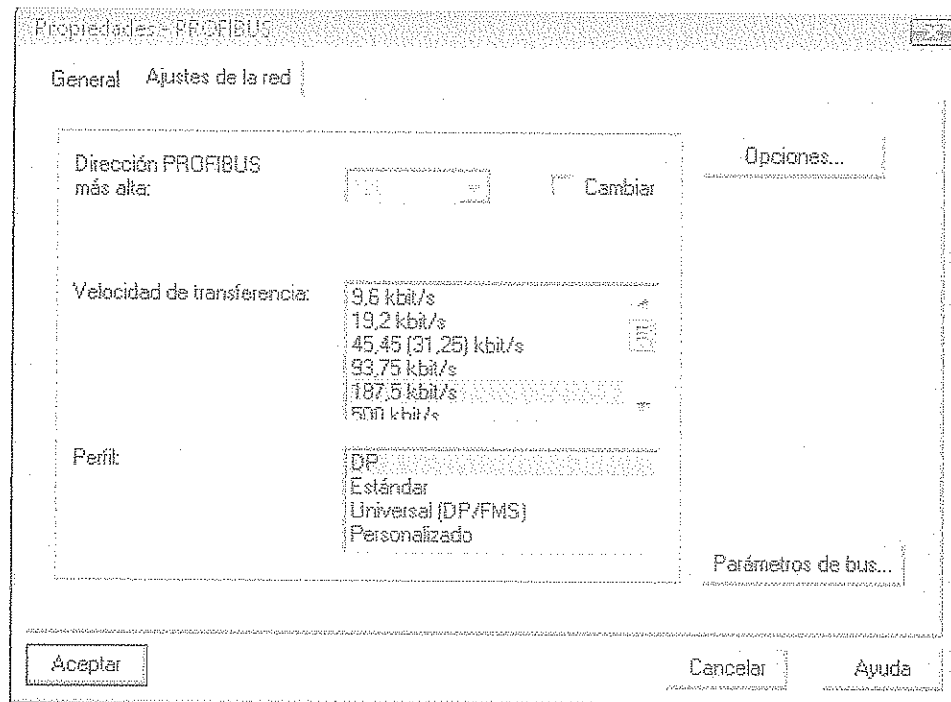 Propiedades - PROFIBUS
General Ajustes de la red
Dirección PROFIBUS
más alta:
Cambiar
Opciones...
Velocidad de transferencia:
9,6 kbit/s
19,2 kbit/s
45,45 (31,25) kbit/s
93,75 kbit/s
187,5 kbit/s
500 kbit/s
Perfil:
DP
Estándar
Universal (DP/FMS)
Personalizado
Parámetros de bus...
Aceptar Cancelar Ayuda